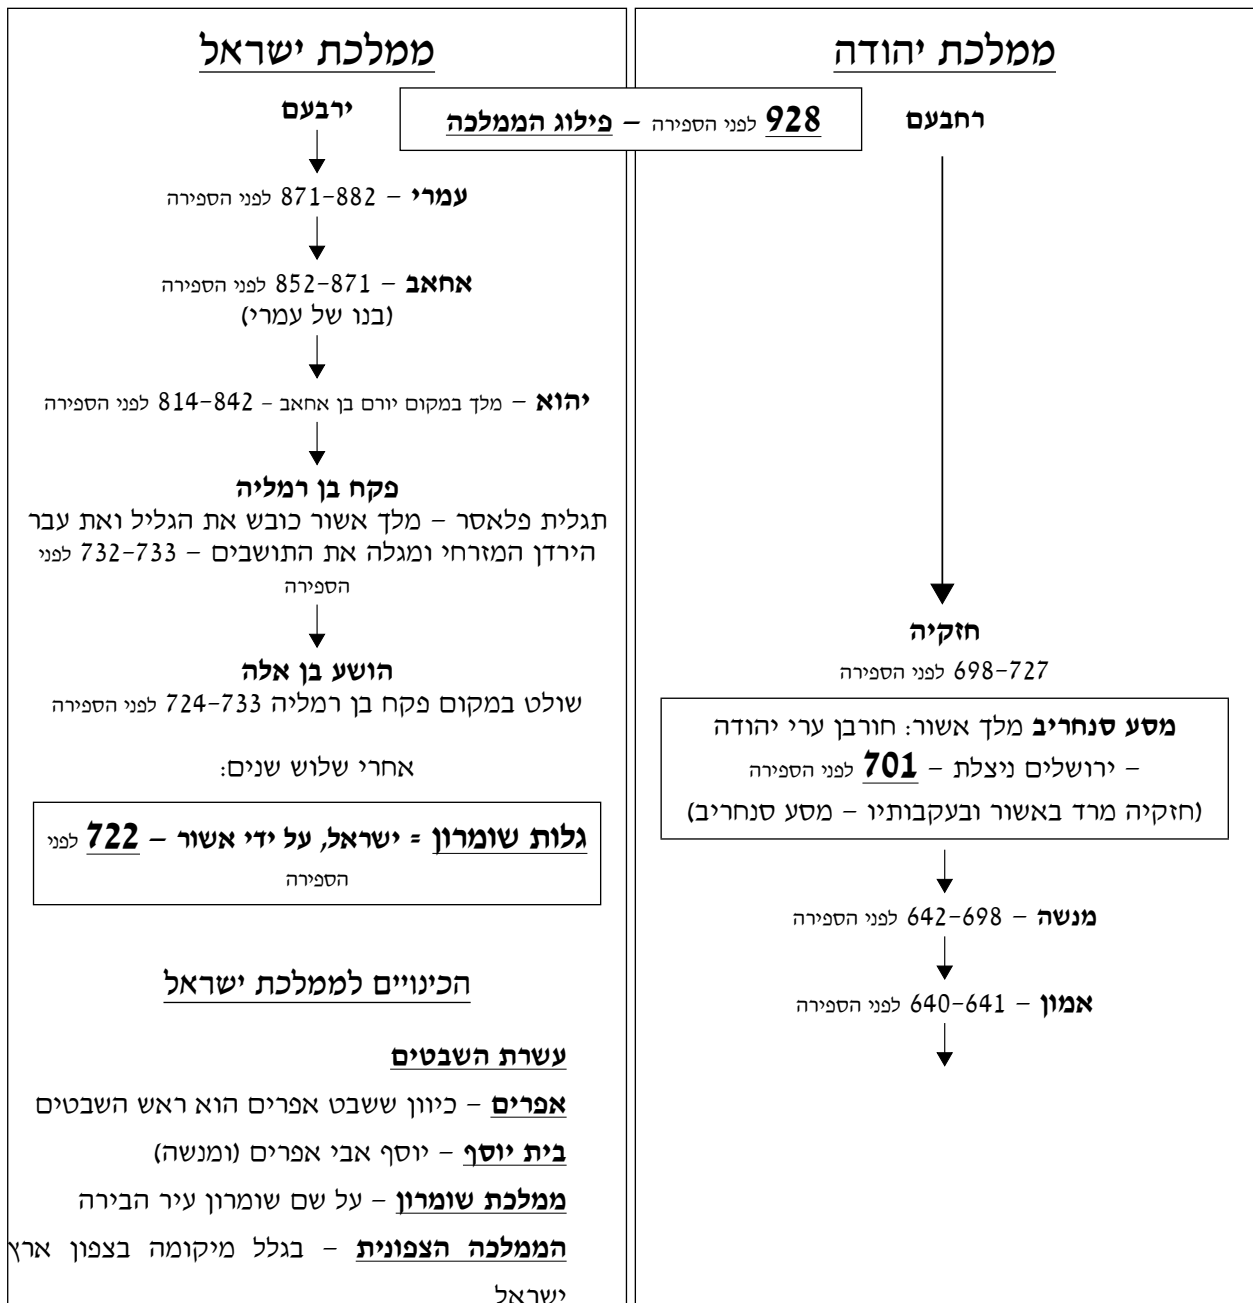 ממלכת יהודה
רחבעם
928 לפני הספירה – פילוג הממלכה
חזקיה
698-727 לפני הספירה
מסע סנחריב מלך אשור: חורבן ערי יהודה
– ירושלים ניצלת – 701 לפני הספירה
(חזקיה מרד באשור ובעקבותיו – מסע סנחריב)
מנשה – 642-698 לפני הספירה
אמון – 640-641 לפני הספירה
ממלכת ישראל
ירבעם
עמרי – 871-882 לפני הספירה
אחאב – 852-871 לפני הספירה
(בנו של עמרי)
יהוא – מלך במקום יורם בן אחאב – 814-842 לפני הספירה
פקח בן רמליה
תגלית פלאסר – מלך אשור כובש את הגליל ואת עבר
הירדן המזרחי ומגלה את התושבים – 732-733 לפני
הספירה
הושע בן אלה
שולט במקום פקח בן רמליה 724-733 לפני הספירה
אחרי שלוש שנים:
גלות שומרון = ישראל, על ידי אשור – 722 לפני
הספירה
הכינויים לממלכת ישראל
עשרת השבטים
אפרים – כיוון ששבט אפרים הוא ראש השבטים
בית יוסף – יוסף אבי אפרים (ומנשה)
ממלכת שומרון – על שם שומרון עיר הבירה
הממלכה הצפונית – בגלל מיקומה בצפון ארץ
ישראל